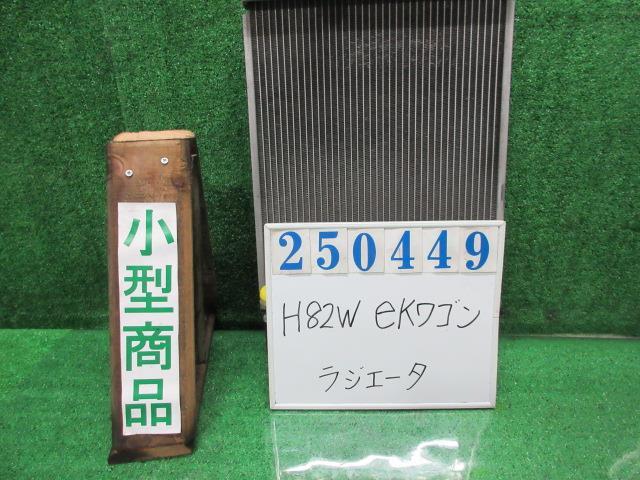 小型商品
250449
H82W eKワゴン
ラジエータ